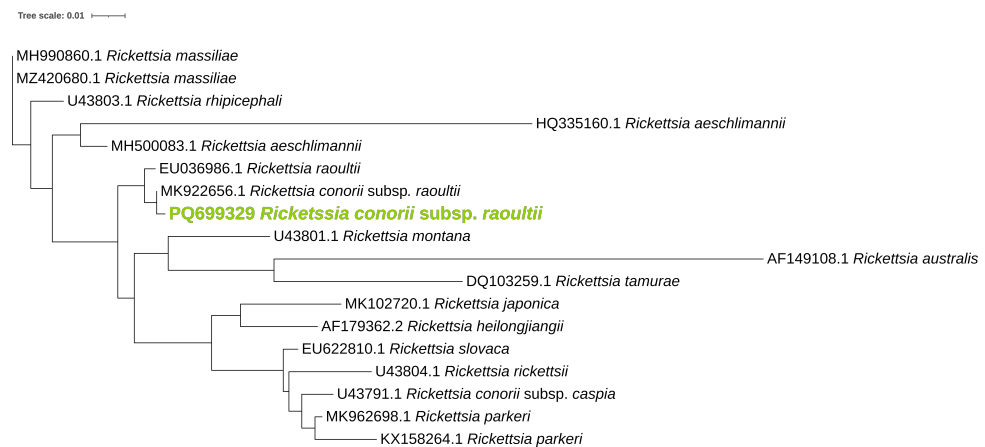 Tree scale: 0.01
MH990860.1 Rickettsia massiliae
MZ420680.1 Rickettsia massiliae
U43803.1 Rickettsia rhipicephali
HQ335160.1 Rickettsia aeschlimannii
MH500083.1 Rickettsia aeschlimannii
EU036986.1 Rickettsia raoultii
MK922656.1 Rickettsia conorii subsp. raoultii
PQ699329 Ricketssia conorii subsp. raoultii
U43801.1 Rickettsia montana
AF149108.1 Rickettsia australis
DQ103259.1 Rickettsia tamurae
MK102720.1 Rickettsia japonica
AF179362.2 Rickettsia heilongjiangii
EU622810.1 Rickettsia slovaca
U43804.1 Rickettsia rickettsii
U43791.1 Rickettsia conorii subsp. caspia
MK962698.1 Rickettsia parkeri
KX158264.1 Rickettsia parkeri